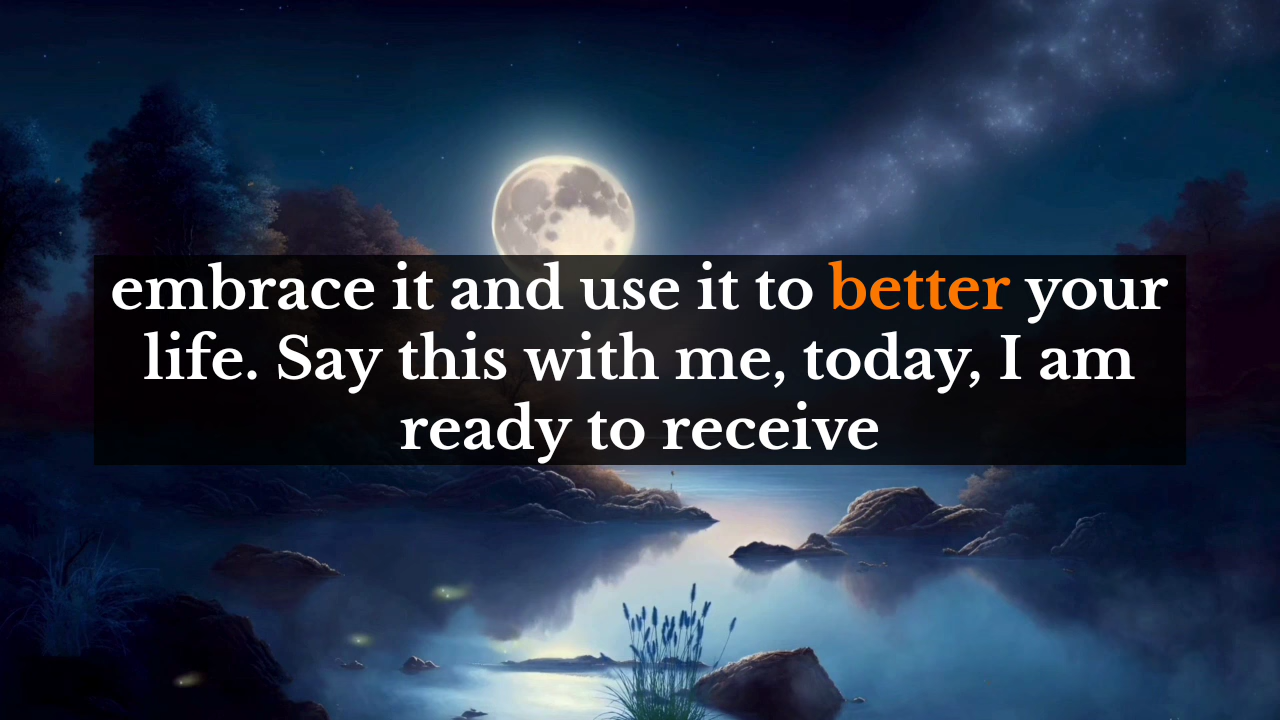 embrace it and use it to better your
life. Say this with me, today, I am
ready to receive